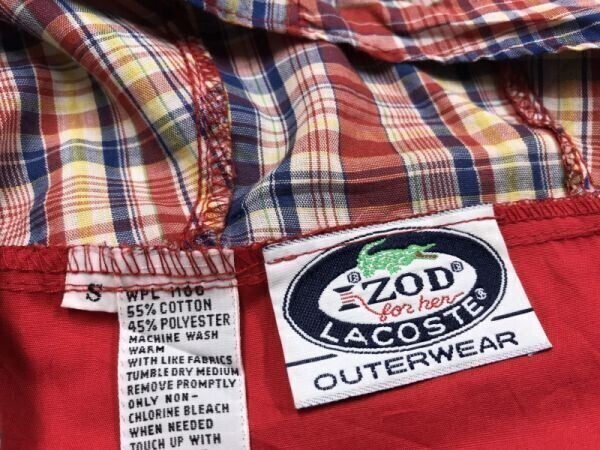 S
WPL 1100
55% COTTON
45% POLYESTER
MACHINE WASH
WARM
WITH LIKE FABRICS
TUMBLE DRY MEDIUM
REMOVE PROMPTLY
ONLY NON-
CHLORINE BLEACH
WHEN NEEDED
TOUCH UP WITH
® ®
IZOD
for her
LACOSTE®
OUTERWEAR